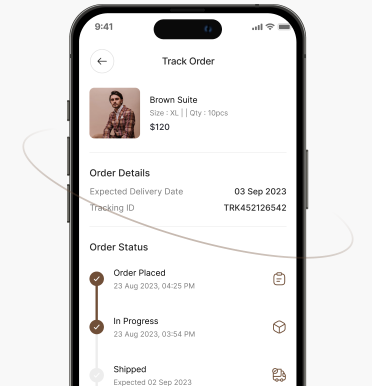 9:41
Track Order
Brown Suite
Size : XL | | Qty : 10pcs
$120
Order Details
Expected Delivery Date 03 Sep 2023
Tracking ID TRK452126542
Order Status
Order Placed
23 Aug 2023, 04:25 PM
In Progress
23 Aug 2023, 03:54 PM
Shipped
Expected 02 Sep 2023